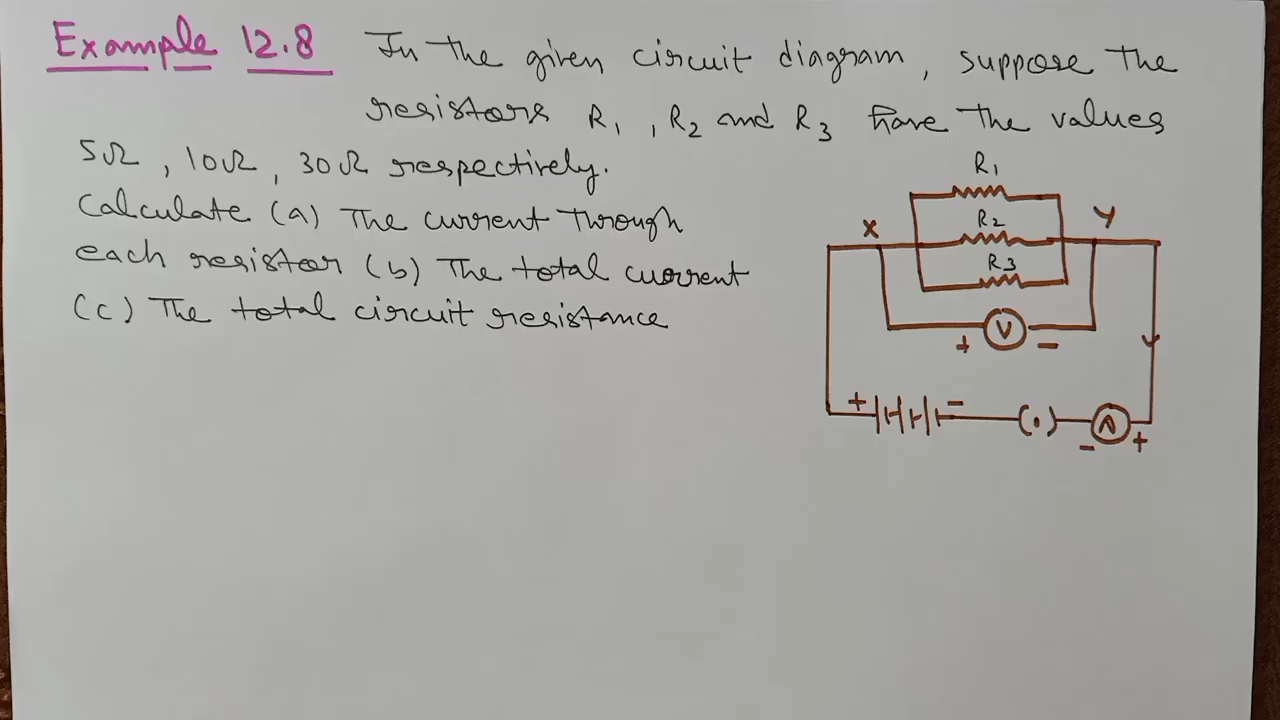 Example 12.8 In the given circuit diagram, suppose the
resistors R1, R2 and R3 have the values
5Ω, 10Ω, 30Ω respectively.
Calculate (a) The current through
each resistor (b) The total current
(c) The total circuit resistance
R1
X R2 Y
R3
+ V -
+ - ( . ) A
- +